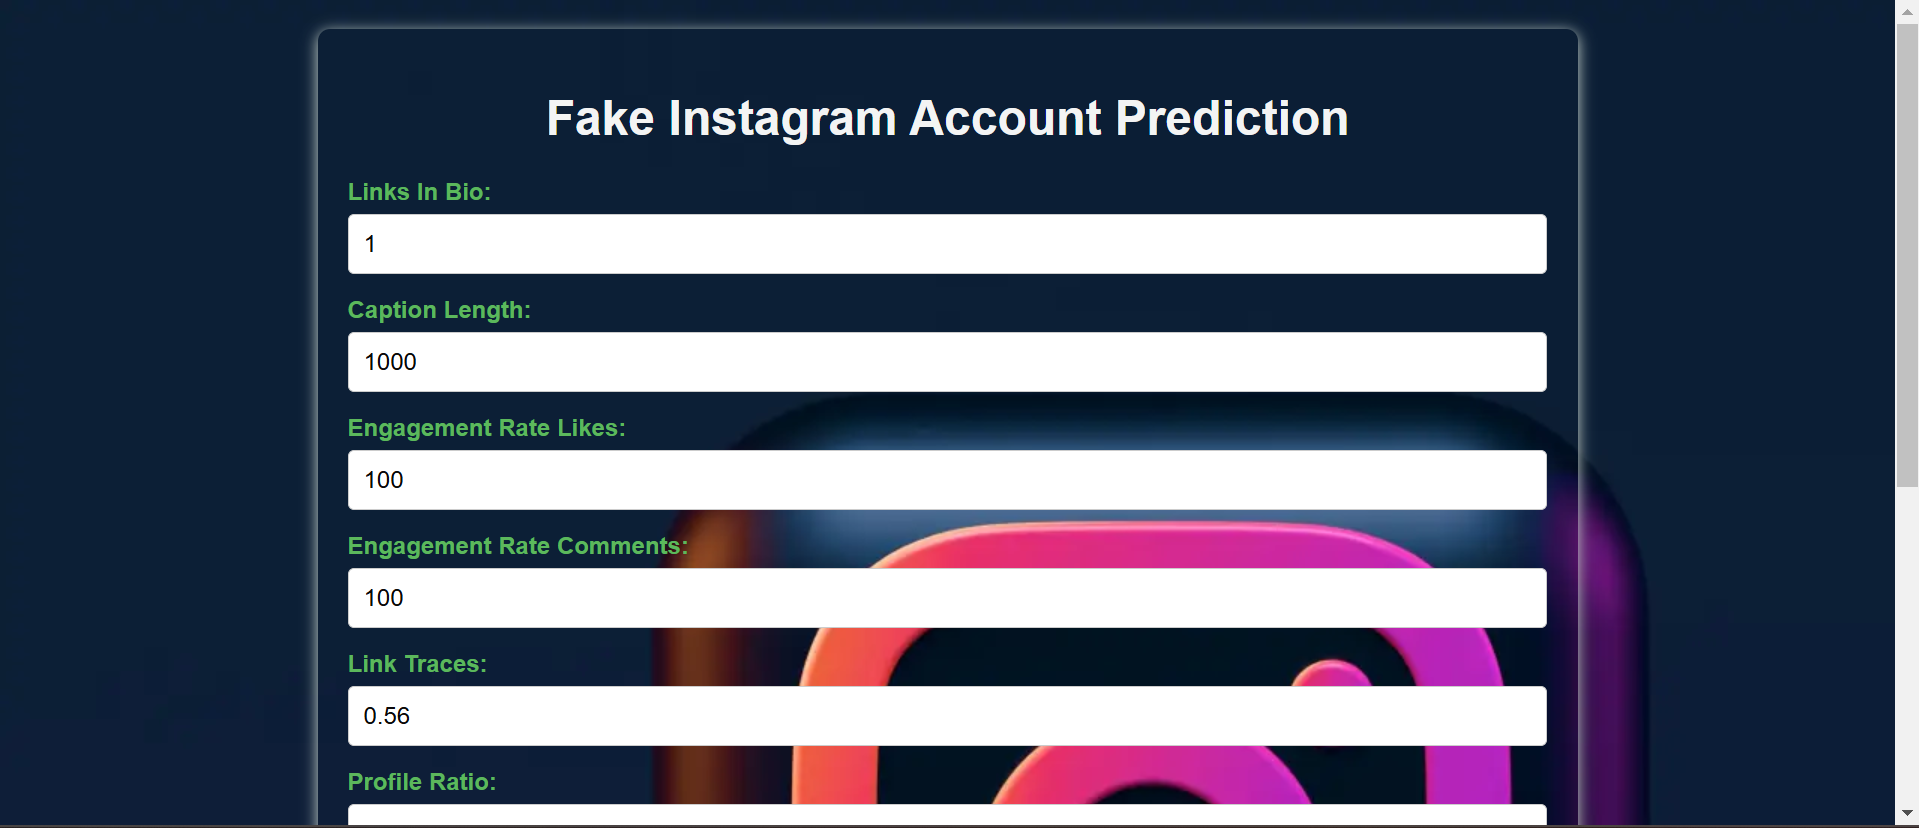 Fake Instagram Account Prediction
Links In Bio:
1
Caption Length:
1000
Engagement Rate Likes:
100
Engagement Rate Comments:
100
Link Traces:
0.56
Profile Ratio: